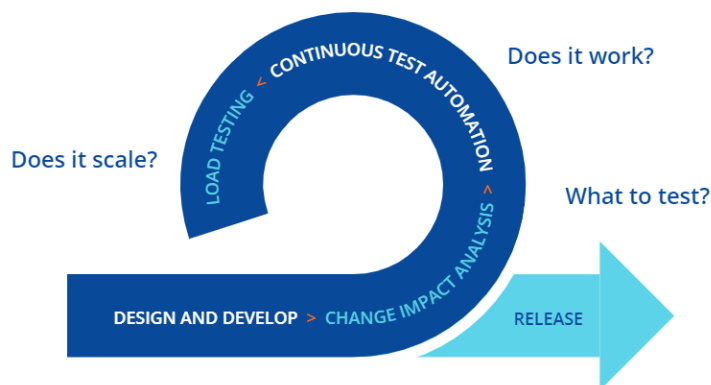 Does it work?
Does it scale?
What to test?
LOAD TESTING < CONTINUOUS TEST AUTOMATION >
DESIGN AND DEVELOP > CHANGE IMPACT ANALYSIS
RELEASE